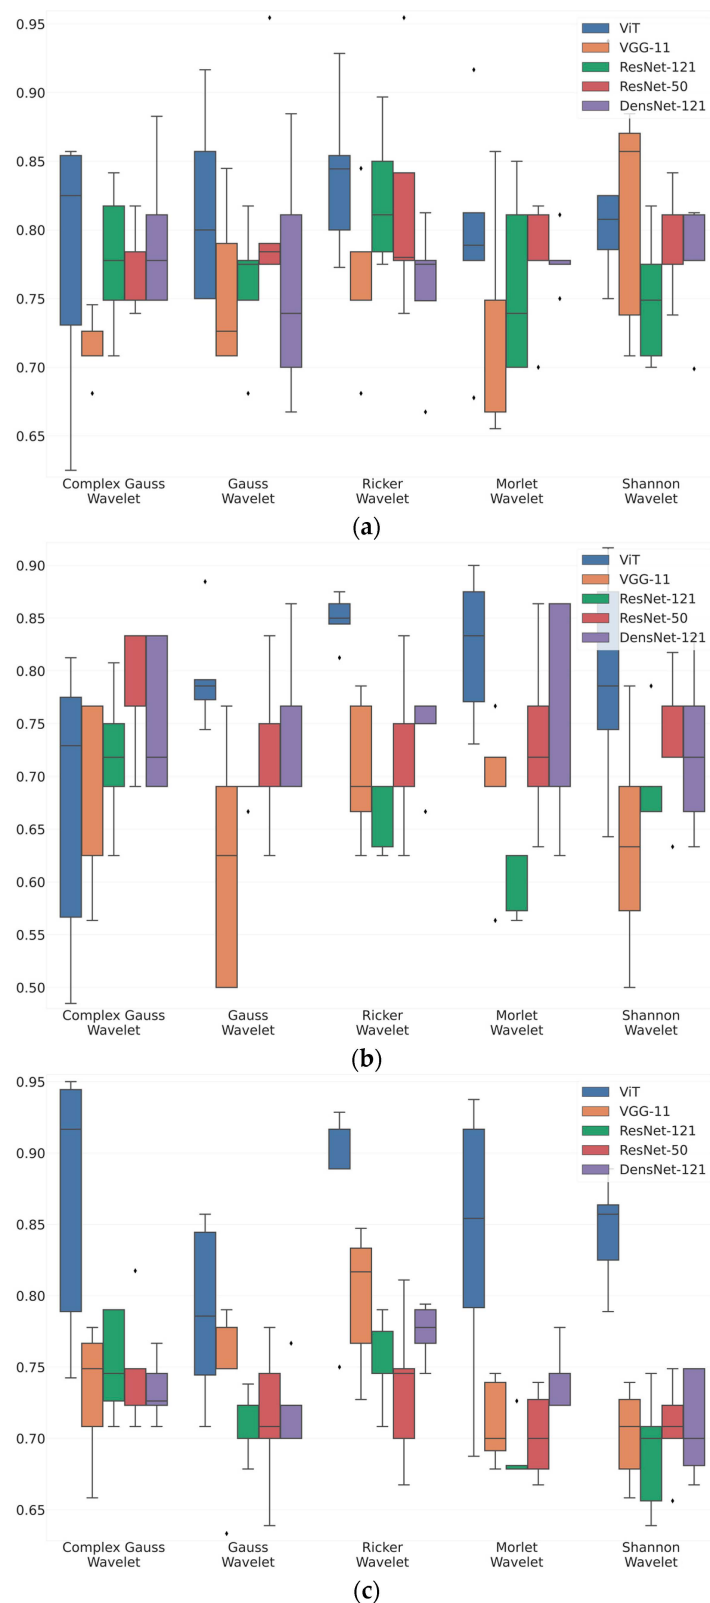 0.95
0.90
0.85
0.80
0.75
0.70
0.65
ViT
VGG-11
ResNet-121
ResNet-50
DensNet-121
Complex Gauss
Wavelet
Gauss
Wavelet
Ricker
Wavelet
Morlet
Wavelet
Shannon
Wavelet
(a)
0.90
0.85
0.80
0.75
0.70
0.65
0.60
0.55
0.50
ViT
VGG-11
ResNet-121
ResNet-50
DensNet-121
Complex Gauss
Wavelet
Gauss
Wavelet
Ricker
Wavelet
Morlet
Wavelet
Shannon
Wavelet
(b)
0.95
0.90
0.85
0.80
0.75
0.70
0.65
ViT
VGG-11
ResNet-121
ResNet-50
DensNet-121
Complex Gauss
Wavelet
Gauss
Wavelet
Ricker
Wavelet
Morlet
Wavelet
Shannon
Wavelet
(c)